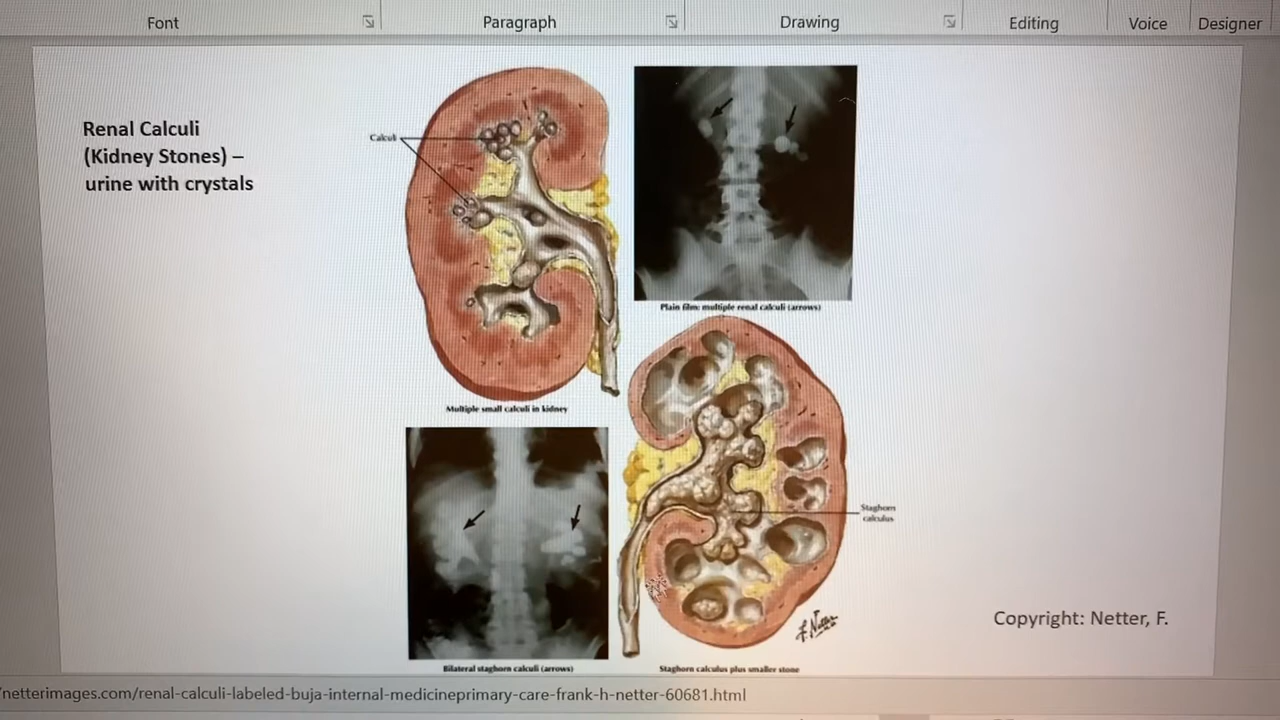 Font
Paragraph
Drawing
Editing
Voice
Designer
Renal Calculi
(Kidney Stones) –
urine with crystals
Calculi
Plain film: multiple renal calculi (arrows)
Multiple small calculi in kidney
Staghorn
calculus
F. Netter
Copyright: Netter, F.
Bilateral staghorn calculi (arrows)
Staghorn calculus plus smaller stone
/netterimages.com/renal-calculi-labeled-buja-internal-medicineprimary-care-frank-h-netter-60681.html